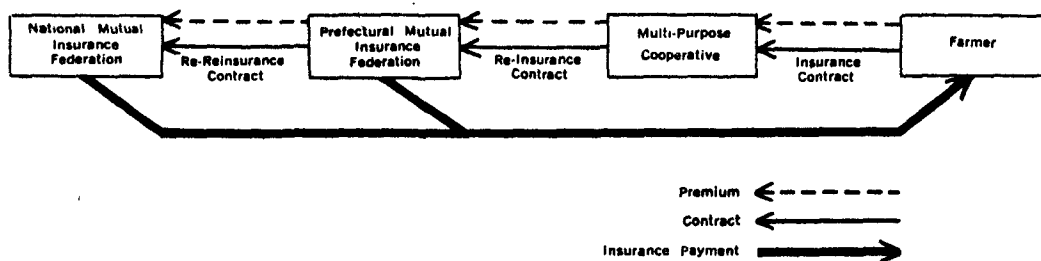 National Mutual
Insurance
Federation
Re-Reinsurance
Contract
Prefectural Mutual
Insurance
Federation
Re-Insurance
Contract
Multi-Purpose
Cooperative
Insurance
Contract
Farmer
Premium
Contract
Insurance Payment